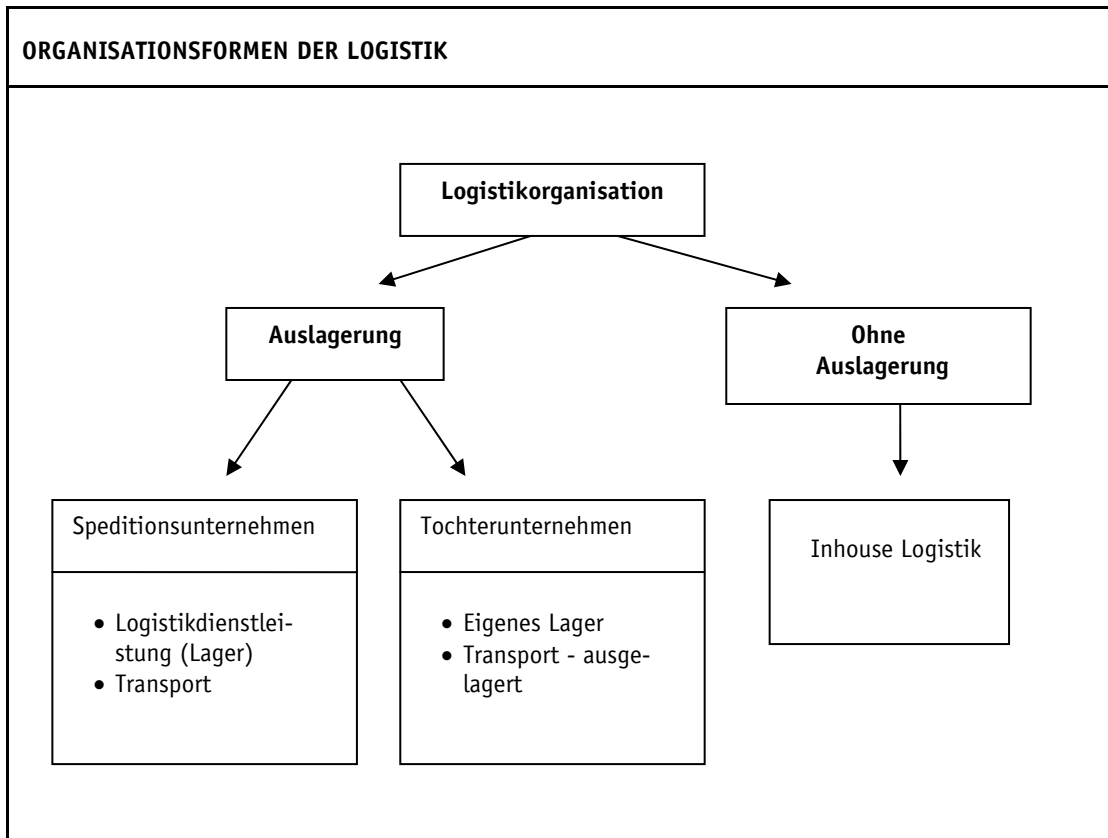 ORGANISATIONSFORMEN DER LOGISTIK
Logistikorganisation
Auslagerung
Ohne
Auslagerung
Speditionsunternehmen
• Logistikdienstlei-
stung (Lager)
• Transport
Tochterunternehmen
• Eigenes Lager
• Transport - ausge-
lagert
Inhouse Logistik